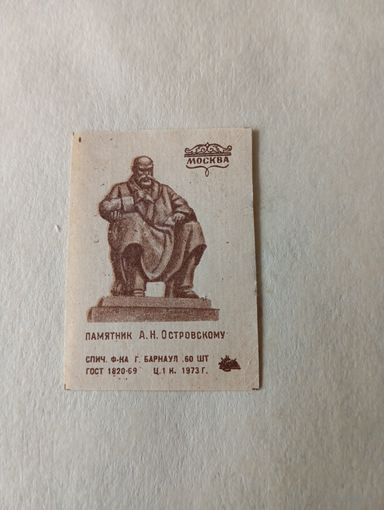 МОСКВА
ПАМЯТНИК А.Н. ОСТРОВСКОМУ
СПИЧ. Ф-КА Г. БАРНАУЛ .60 ШТ
ГОСТ 1820-69 Ц.1 К. 1973 Г.